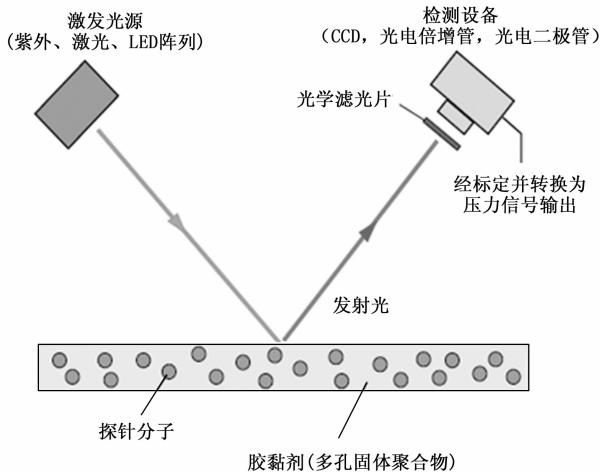 激发光源
(紫外、激光、LED阵列)
检测设备
(CCD，光电倍增管，光电二极管)
光学滤光片
经标定并转换为
压力信号输出
发射光
探针分子
胶黏剂(多孔固体聚合物)